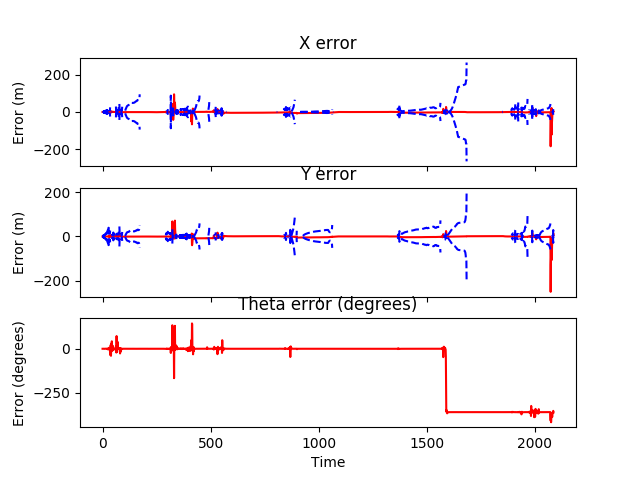 X error
Error (m)
200
0
−200
Y error
Error (m)
200
0
−200
Theta error (degrees)
Error (degrees)
0
−250
0
500
1000
1500
2000
Time